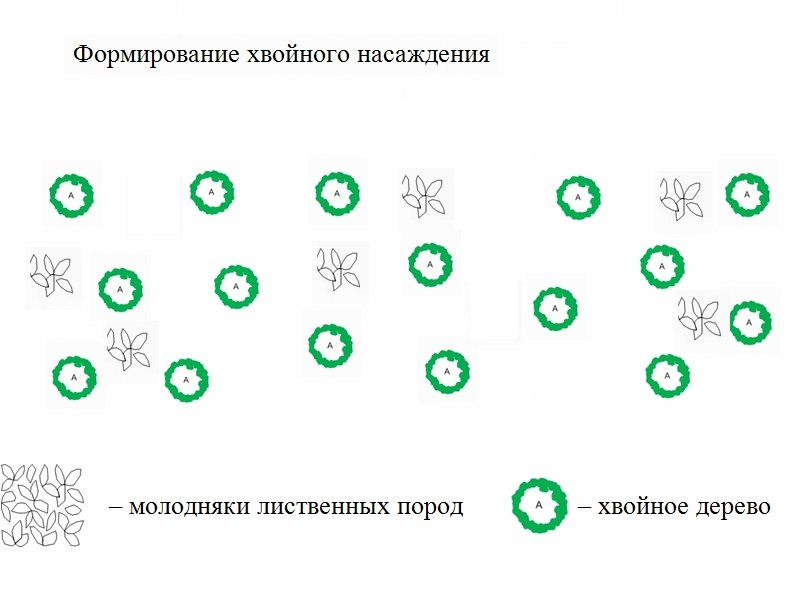 Формирование хвойного насаждения
А А А А А
А А А А
А А
А
А А А А
– молодняки лиственных пород
А – хвойное дерево